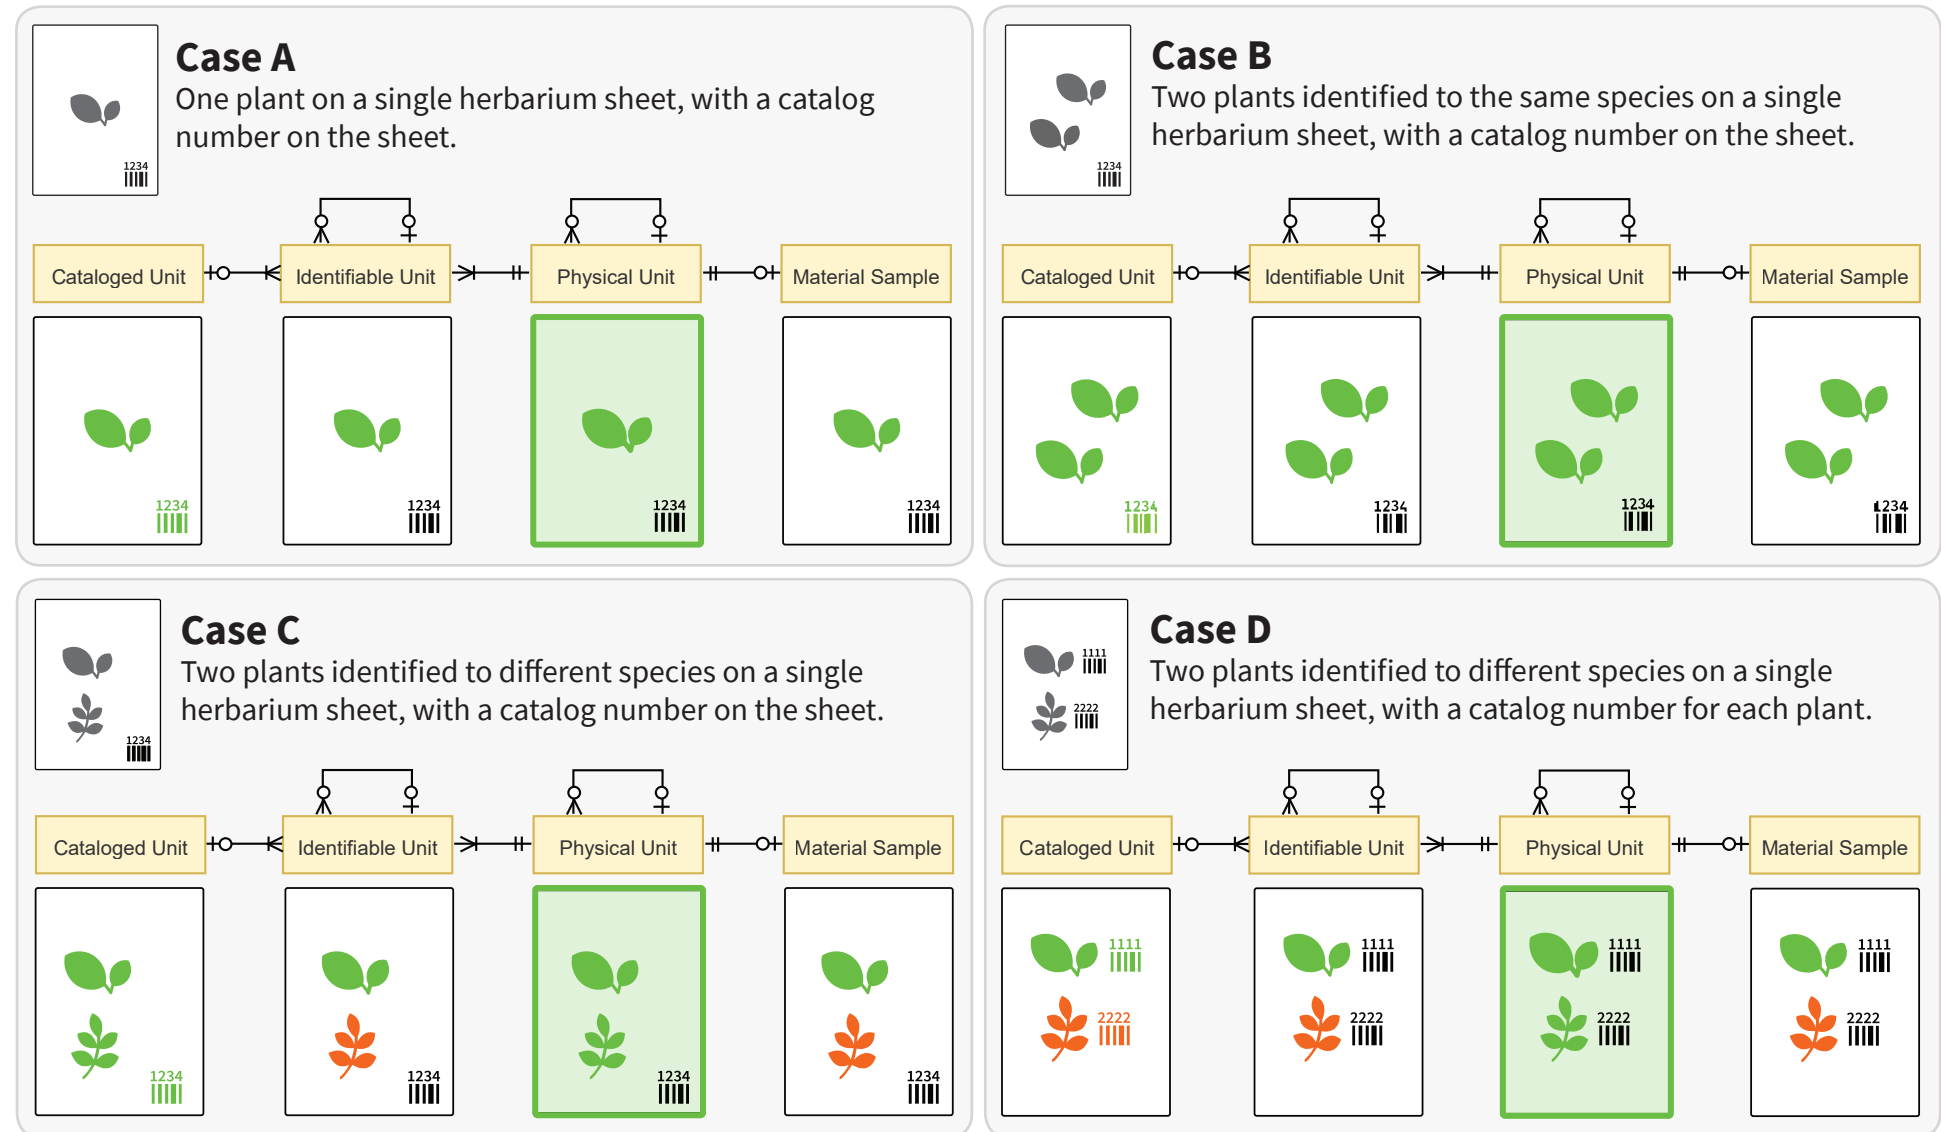 Case A
One plant on a single herbarium sheet, with a catalog
number on the sheet.
1234
Cataloged Unit
Identifiable Unit
Physical Unit
Material Sample
1234
1234
1234
1234
Case B
Two plants identified to the same species on a single
herbarium sheet, with a catalog number on the sheet.
1234
Cataloged Unit
Identifiable Unit
Physical Unit
Material Sample
1234
1234
1234
1234
Case C
Two plants identified to different species on a single
herbarium sheet, with a catalog number on the sheet.
1234
Cataloged Unit
Identifiable Unit
Physical Unit
Material Sample
1234
1234
1234
1234
Case D
Two plants identified to different species on a single
herbarium sheet, with a catalog number for each plant.
1111
2222
Cataloged Unit
Identifiable Unit
Physical Unit
Material Sample
1111
1111
1111
1111
2222
2222
2222
2222